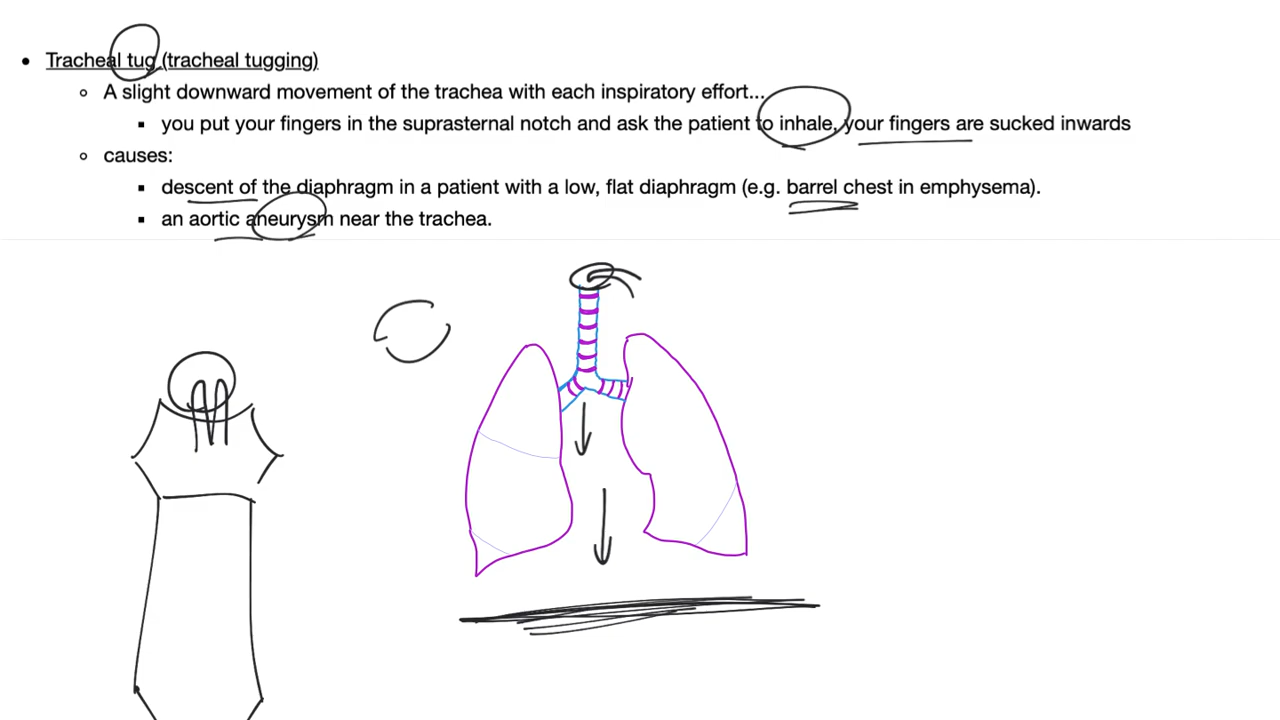 • Tracheal tug (tracheal tugging)
∘ A slight downward movement of the trachea with each inspiratory effort...
▪ you put your fingers in the suprasternal notch and ask the patient to inhale, your fingers are sucked inwards
∘ causes:
▪ descent of the diaphragm in a patient with a low, flat diaphragm (e.g. barrel chest in emphysema).
▪ an aortic aneurysm near the trachea.